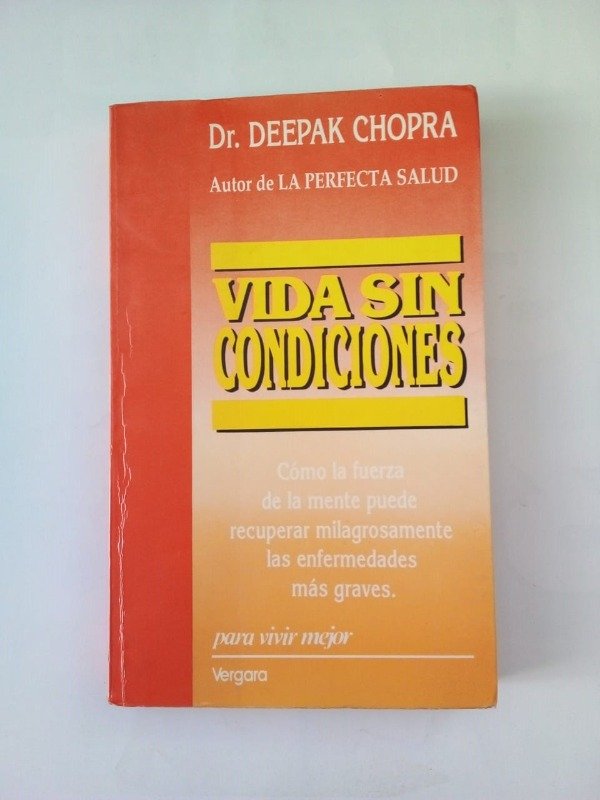 Dr. DEEPAK CHOPRA
Autor de LA PERFECTA SALUD
VIDA SIN
CONDICIONES
Cómo la fuerza
de la mente puede
recuperar milagrosamente
las enfermedades
más graves.
para vivir mejor
Vergara